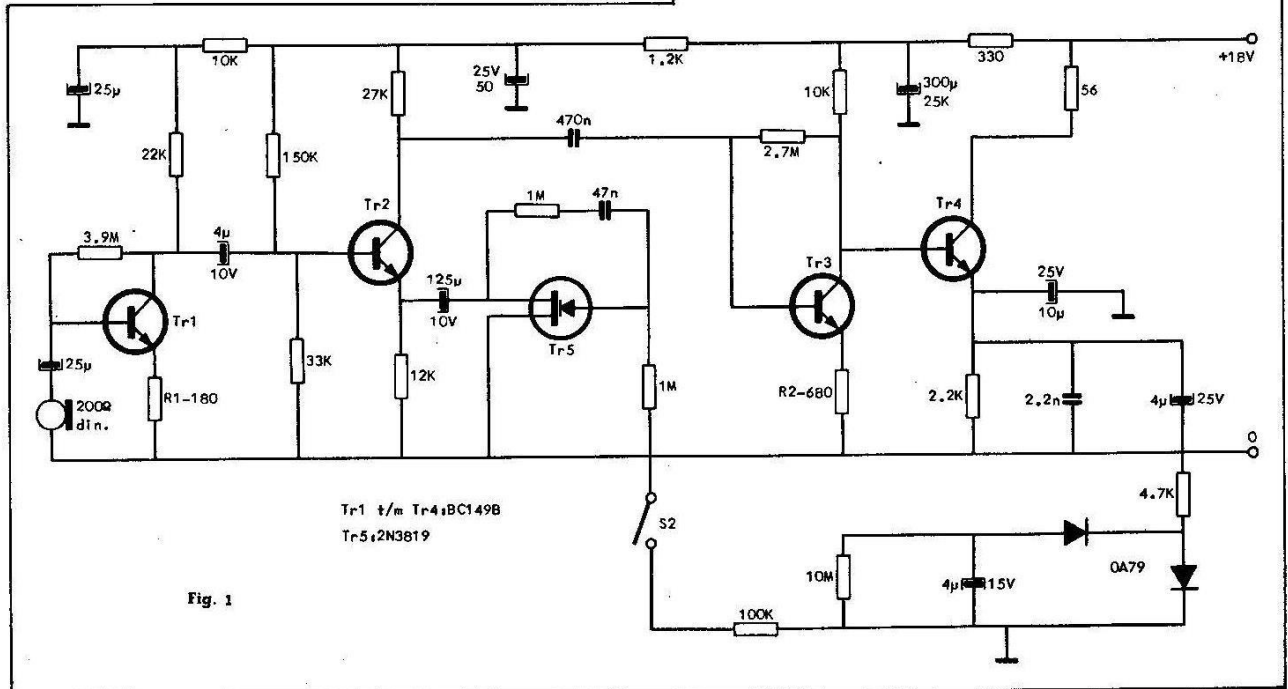 10K
1.2K
330
+18V
25µ
27K
25V
50
10K
300µ
25K
56
470n
22K
150K
2.7M
1M
47n
Tr2
Tr4
3.9M
4µ
10V
125µ
10V
Tr3
25V
10µ
Tr1
Tr5
25µ
33K
12K
1M
R1-180
R2-680
2.2K
2.2n
4µ
25V
200Ω
din.
0
4.7K
Tr1 t/m Tr4:BC149B
Tr5:2N3819
S2
OA79
10M
4µ
15V
Fig. 1
100K